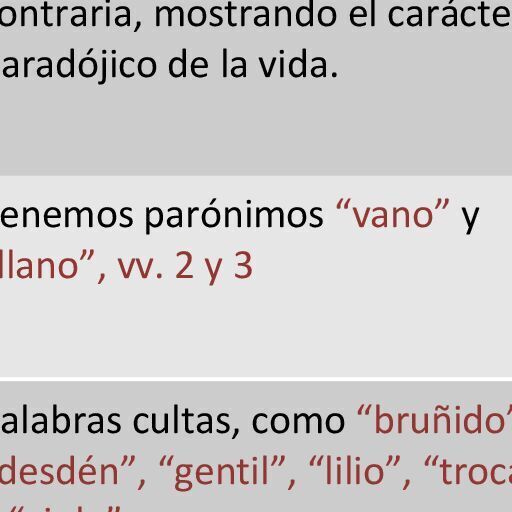 ontraria, mostrando el carácte
aradójico de la vida.
enemos parónimos “vano” y
llano”, vv. 2 y 3
alabras cultas, como “bruñido”
desdén”, “gentil”, “lilio”, “troca